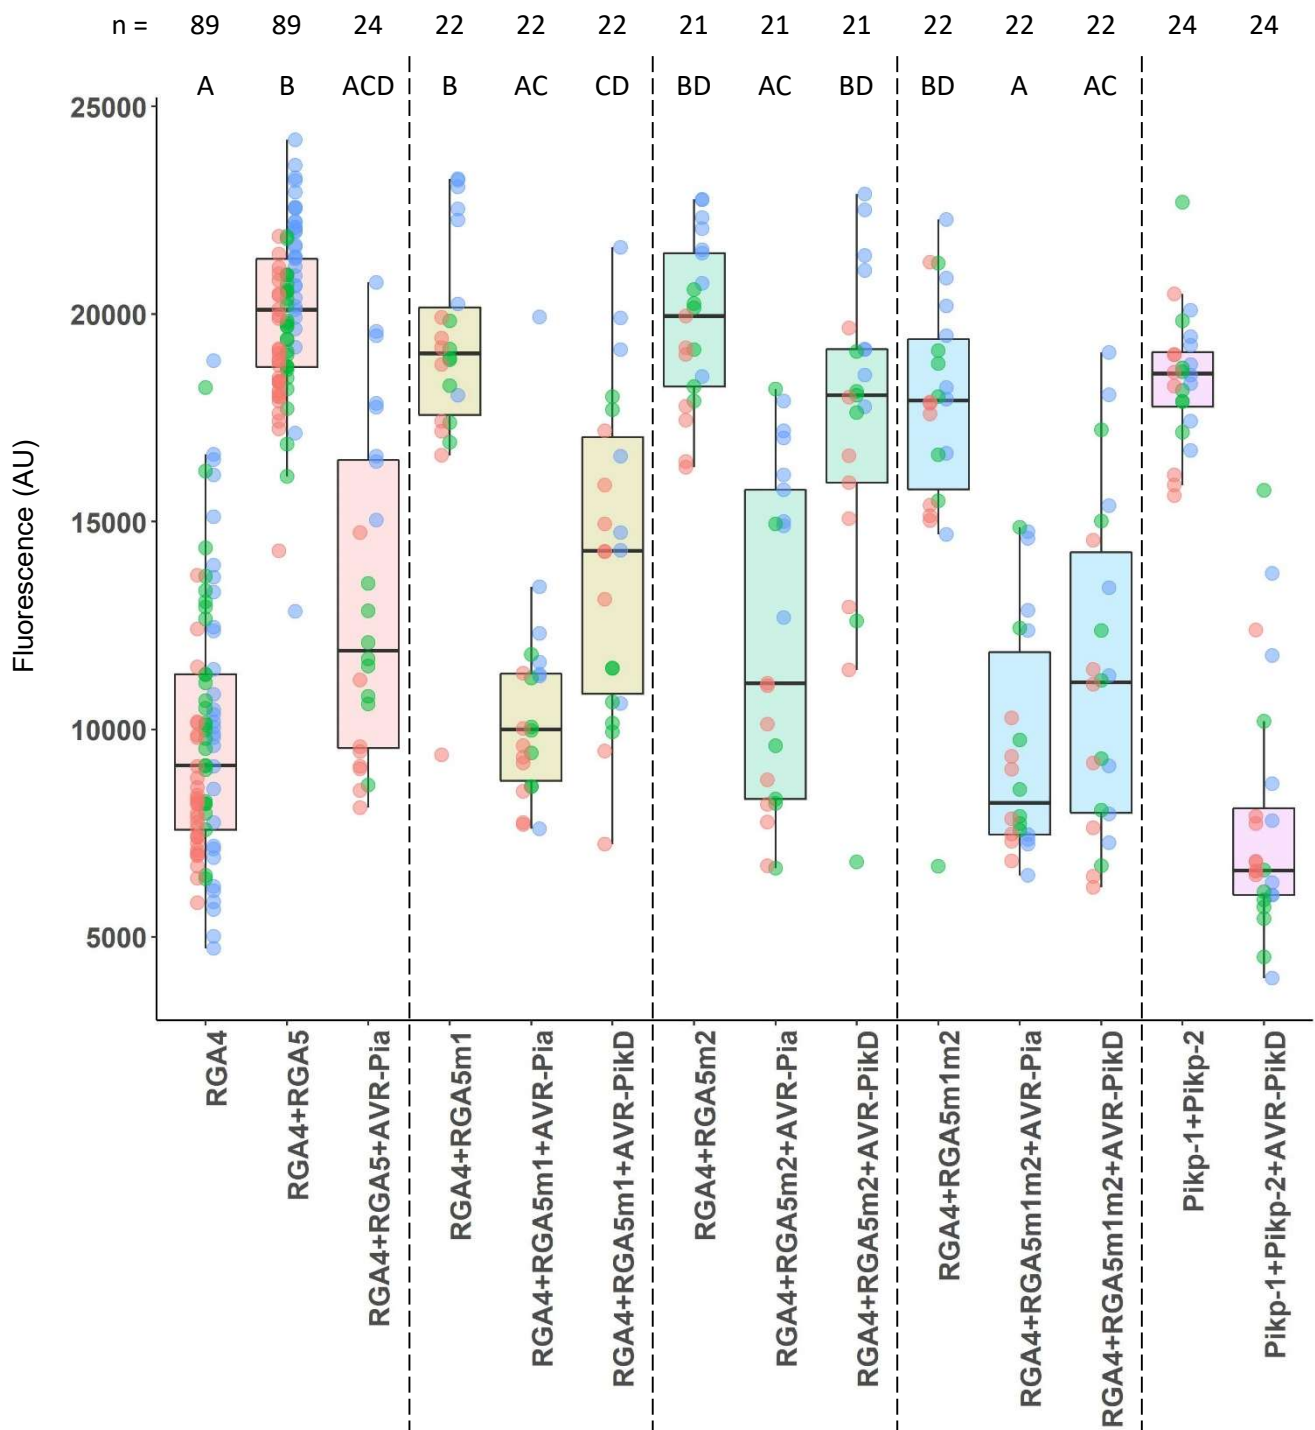 n = 89 89 24 22 22 22 21 21 21 22 22 22 24 24
A B ACD B AC CD BD AC BD BD A AC
25000
20000
15000
10000
5000
Fluorescence (AU)
RGA4
RGA4+RGA5
RGA4+RGA5+AVR-Pia
RGA4+RGA5m1
RGA4+RGA5m1+AVR-Pia
RGA4+RGA5m1+AVR-PikD
RGA4+RGA5m2
RGA4+RGA5m2+AVR-Pia
RGA4+RGA5m2+AVR-PikD
RGA4+RGA5m1m2
RGA4+RGA5m1m2+AVR-Pia
RGA4+RGA5m1m2+AVR-PikD
Pikp-1+Pikp-2
Pikp-1+Pikp-2+AVR-PikD